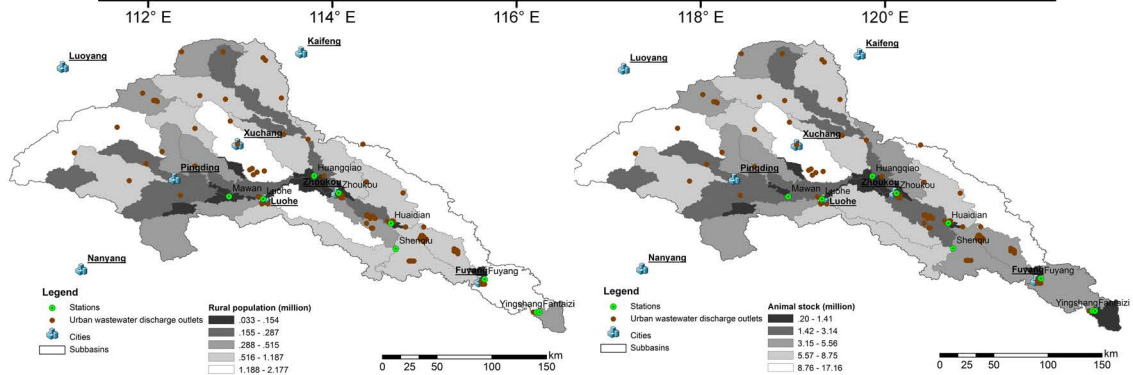 112° E 114° E 116° E 118° E 120° E
Kaifeng
Luoyang
Xuchang
Pingding
Huangqiao
Zhoukou
Zhoukou
Mawan
Luohe
Luohe
Huaidian
Shenqiu
Nanyang
Fuyang
Fuyang
YingshangFantaizi
Legend
Stations
Urban wastewater discharge outlets
Cities
Subbasins
Rural population (million)
.033 - .154
.155 - .287
.288 - .515
.516 - 1.187
1.188 - 2.177
km
0 25 50 100 150
Kaifeng
Luoyang
Xuchang
Pingding
Huangqiao
Zhoukou
Zhoukou
Mawan
Luohe
Luohe
Huaidian
Shenqiu
Nanyang
Fuyang
Fuyang
YingshangFantaizi
Legend
Stations
Urban wastewater discharge outlets
Cities
Subbasins
Animal stock (million)
.20 - 1.41
1.42 - 3.14
3.15 - 5.56
5.57 - 8.75
8.76 - 17.16
km
0 25 50 100 150